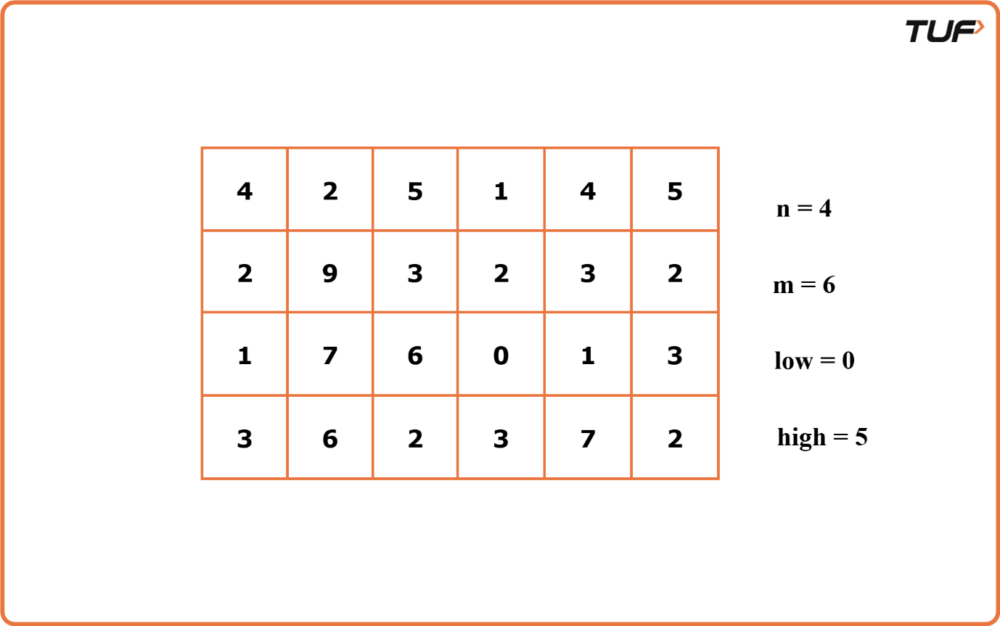 TUF
4 2 5 1 4 5
n = 4
2 9 3 2 3 2
m = 6
1 7 6 0 1 3
low = 0
3 6 2 3 7 2
high = 5